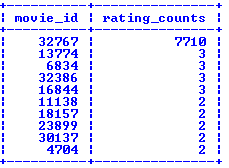 movie_id | rating_counts
32767 | 7710
13774 | 3
6834 | 3
32386 | 3
16844 | 3
11138 | 2
18157 | 2
23899 | 2
30137 | 2
4704 | 2